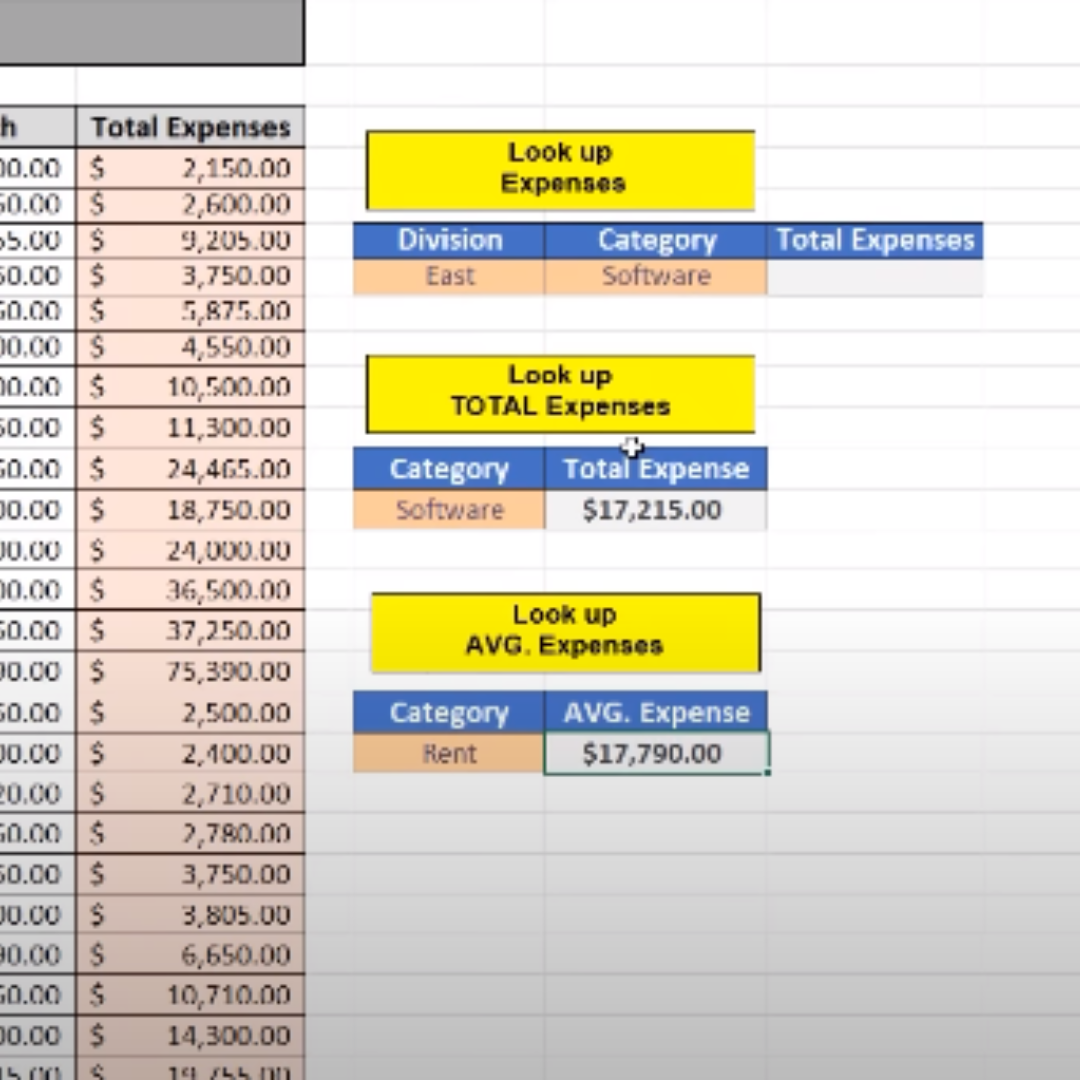 h Total Expenses
00.00 $ 2,150.00
50.00 $ 2,600.00
55.00 $ 9,205.00
50.00 $ 3,750.00
50.00 $ 5,875.00
00.00 $ 4,550.00
00.00 $ 10,500.00
50.00 $ 11,300.00
50.00 $ 24,465.00
00.00 $ 18,750.00
00.00 $ 24,000.00
00.00 $ 36,500.00
50.00 $ 37,250.00
90.00 $ 75,390.00
50.00 $ 2,500.00
00.00 $ 2,400.00
20.00 $ 2,710.00
50.00 $ 2,780.00
50.00 $ 3,750.00
00.00 $ 3,805.00
90.00 $ 6,650.00
50.00 $ 10,710.00
00.00 $ 14,300.00
15.00 $ 19,755.00
Look up
Expenses
Division Category Total Expenses
East Software
Look up
TOTAL Expenses
Category Total Expense
Software $17,215.00
Look up
AVG. Expenses
Category AVG. Expense
Rent $17,790.00